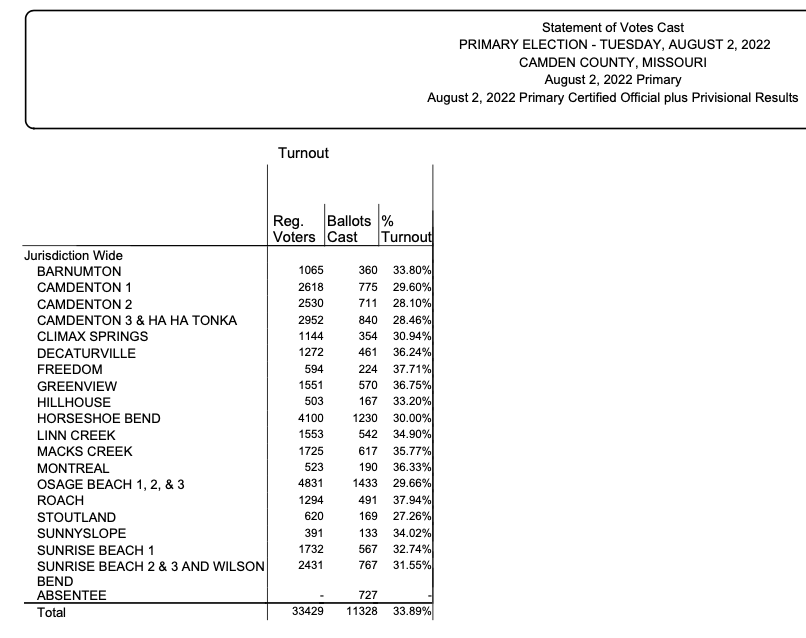 Statement of Votes Cast
PRIMARY ELECTION - TUESDAY, AUGUST 2, 2022
CAMDEN COUNTY, MISSOURI
August 2, 2022 Primary
August 2, 2022 Primary Certified Official plus Privisional Results
Turnout
Reg. Voters Ballots Cast % Turnout
Jurisdiction Wide
BARNUMTON 1065 360 33.80%
CAMDENTON 1 2618 775 29.60%
CAMDENTON 2 2530 711 28.10%
CAMDENTON 3 & HA HA TONKA 2952 840 28.46%
CLIMAX SPRINGS 1144 354 30.94%
DECATURVILLE 1272 461 36.24%
FREEDOM 594 224 37.71%
GREENVIEW 1551 570 36.75%
HILLHOUSE 503 167 33.20%
HORSESHOE BEND 4100 1230 30.00%
LINN CREEK 1553 542 34.90%
MACKS CREEK 1725 617 35.77%
MONTREAL 523 190 36.33%
OSAGE BEACH 1, 2, & 3 4831 1433 29.66%
ROACH 1294 491 37.94%
STOUTLAND 620 169 27.26%
SUNNYSLOPE 391 133 34.02%
SUNRISE BEACH 1 1732 567 32.74%
SUNRISE BEACH 2 & 3 AND WILSON 2431 767 31.55%
BEND
ABSENTEE - 727 -
Total 33429 11328 33.89%